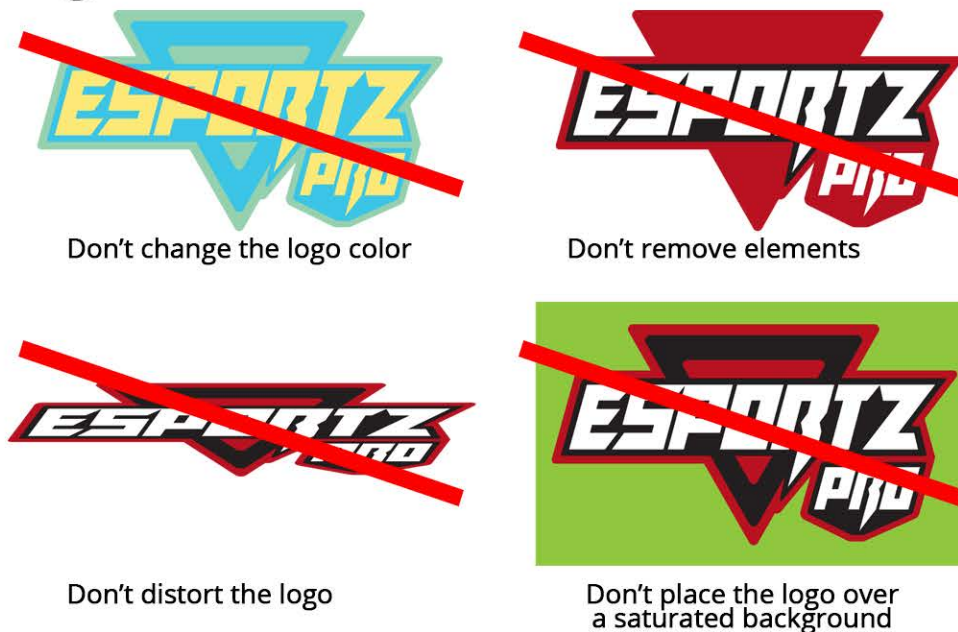 ESPORTZ
PRO
Don't change the logo color
ESPORTZ
PRO
Don't remove elements
ESPORTZ
PRO
Don't distort the logo
ESPORTZ
PRO
Don't place the logo over
a saturated background